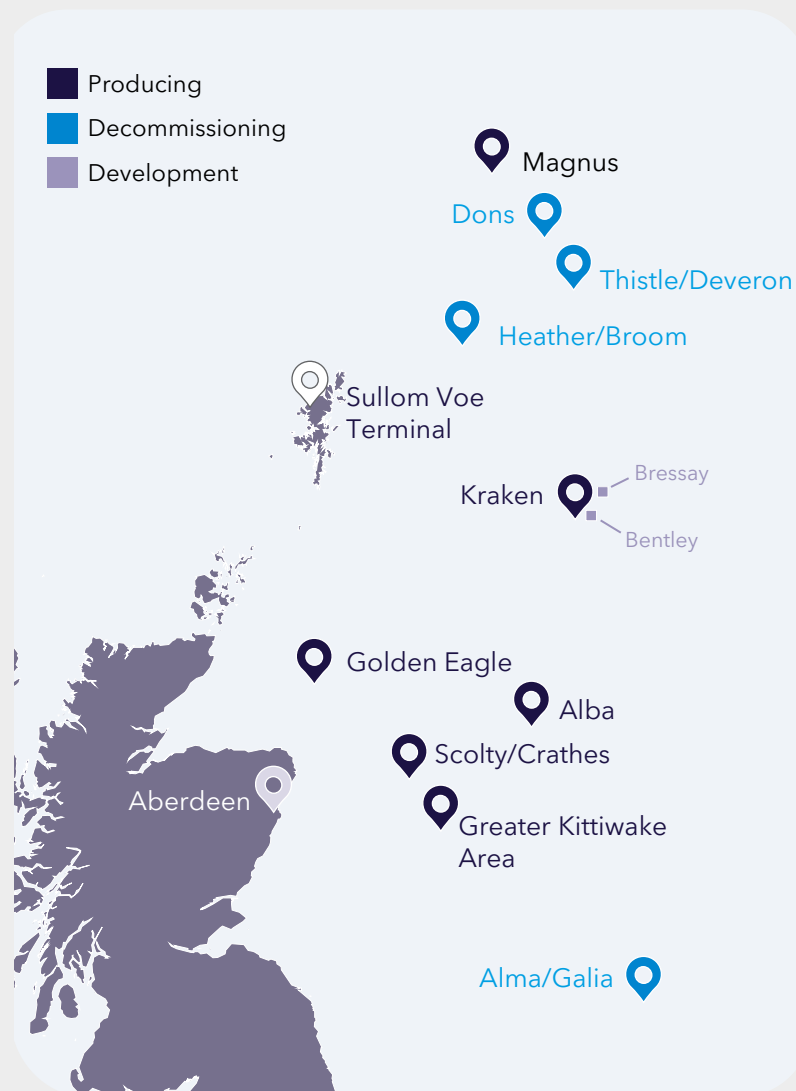 Producing
Decommissioning
Development
Magnus
Dons
Thistle/Deveron
Heather/Broom
Sullom Voe
Terminal
Bressay
Kraken
Bentley
Golden Eagle
Alba
Scolty/Crathes
Aberdeen
Greater Kittiwake
Area
Alma/Galia